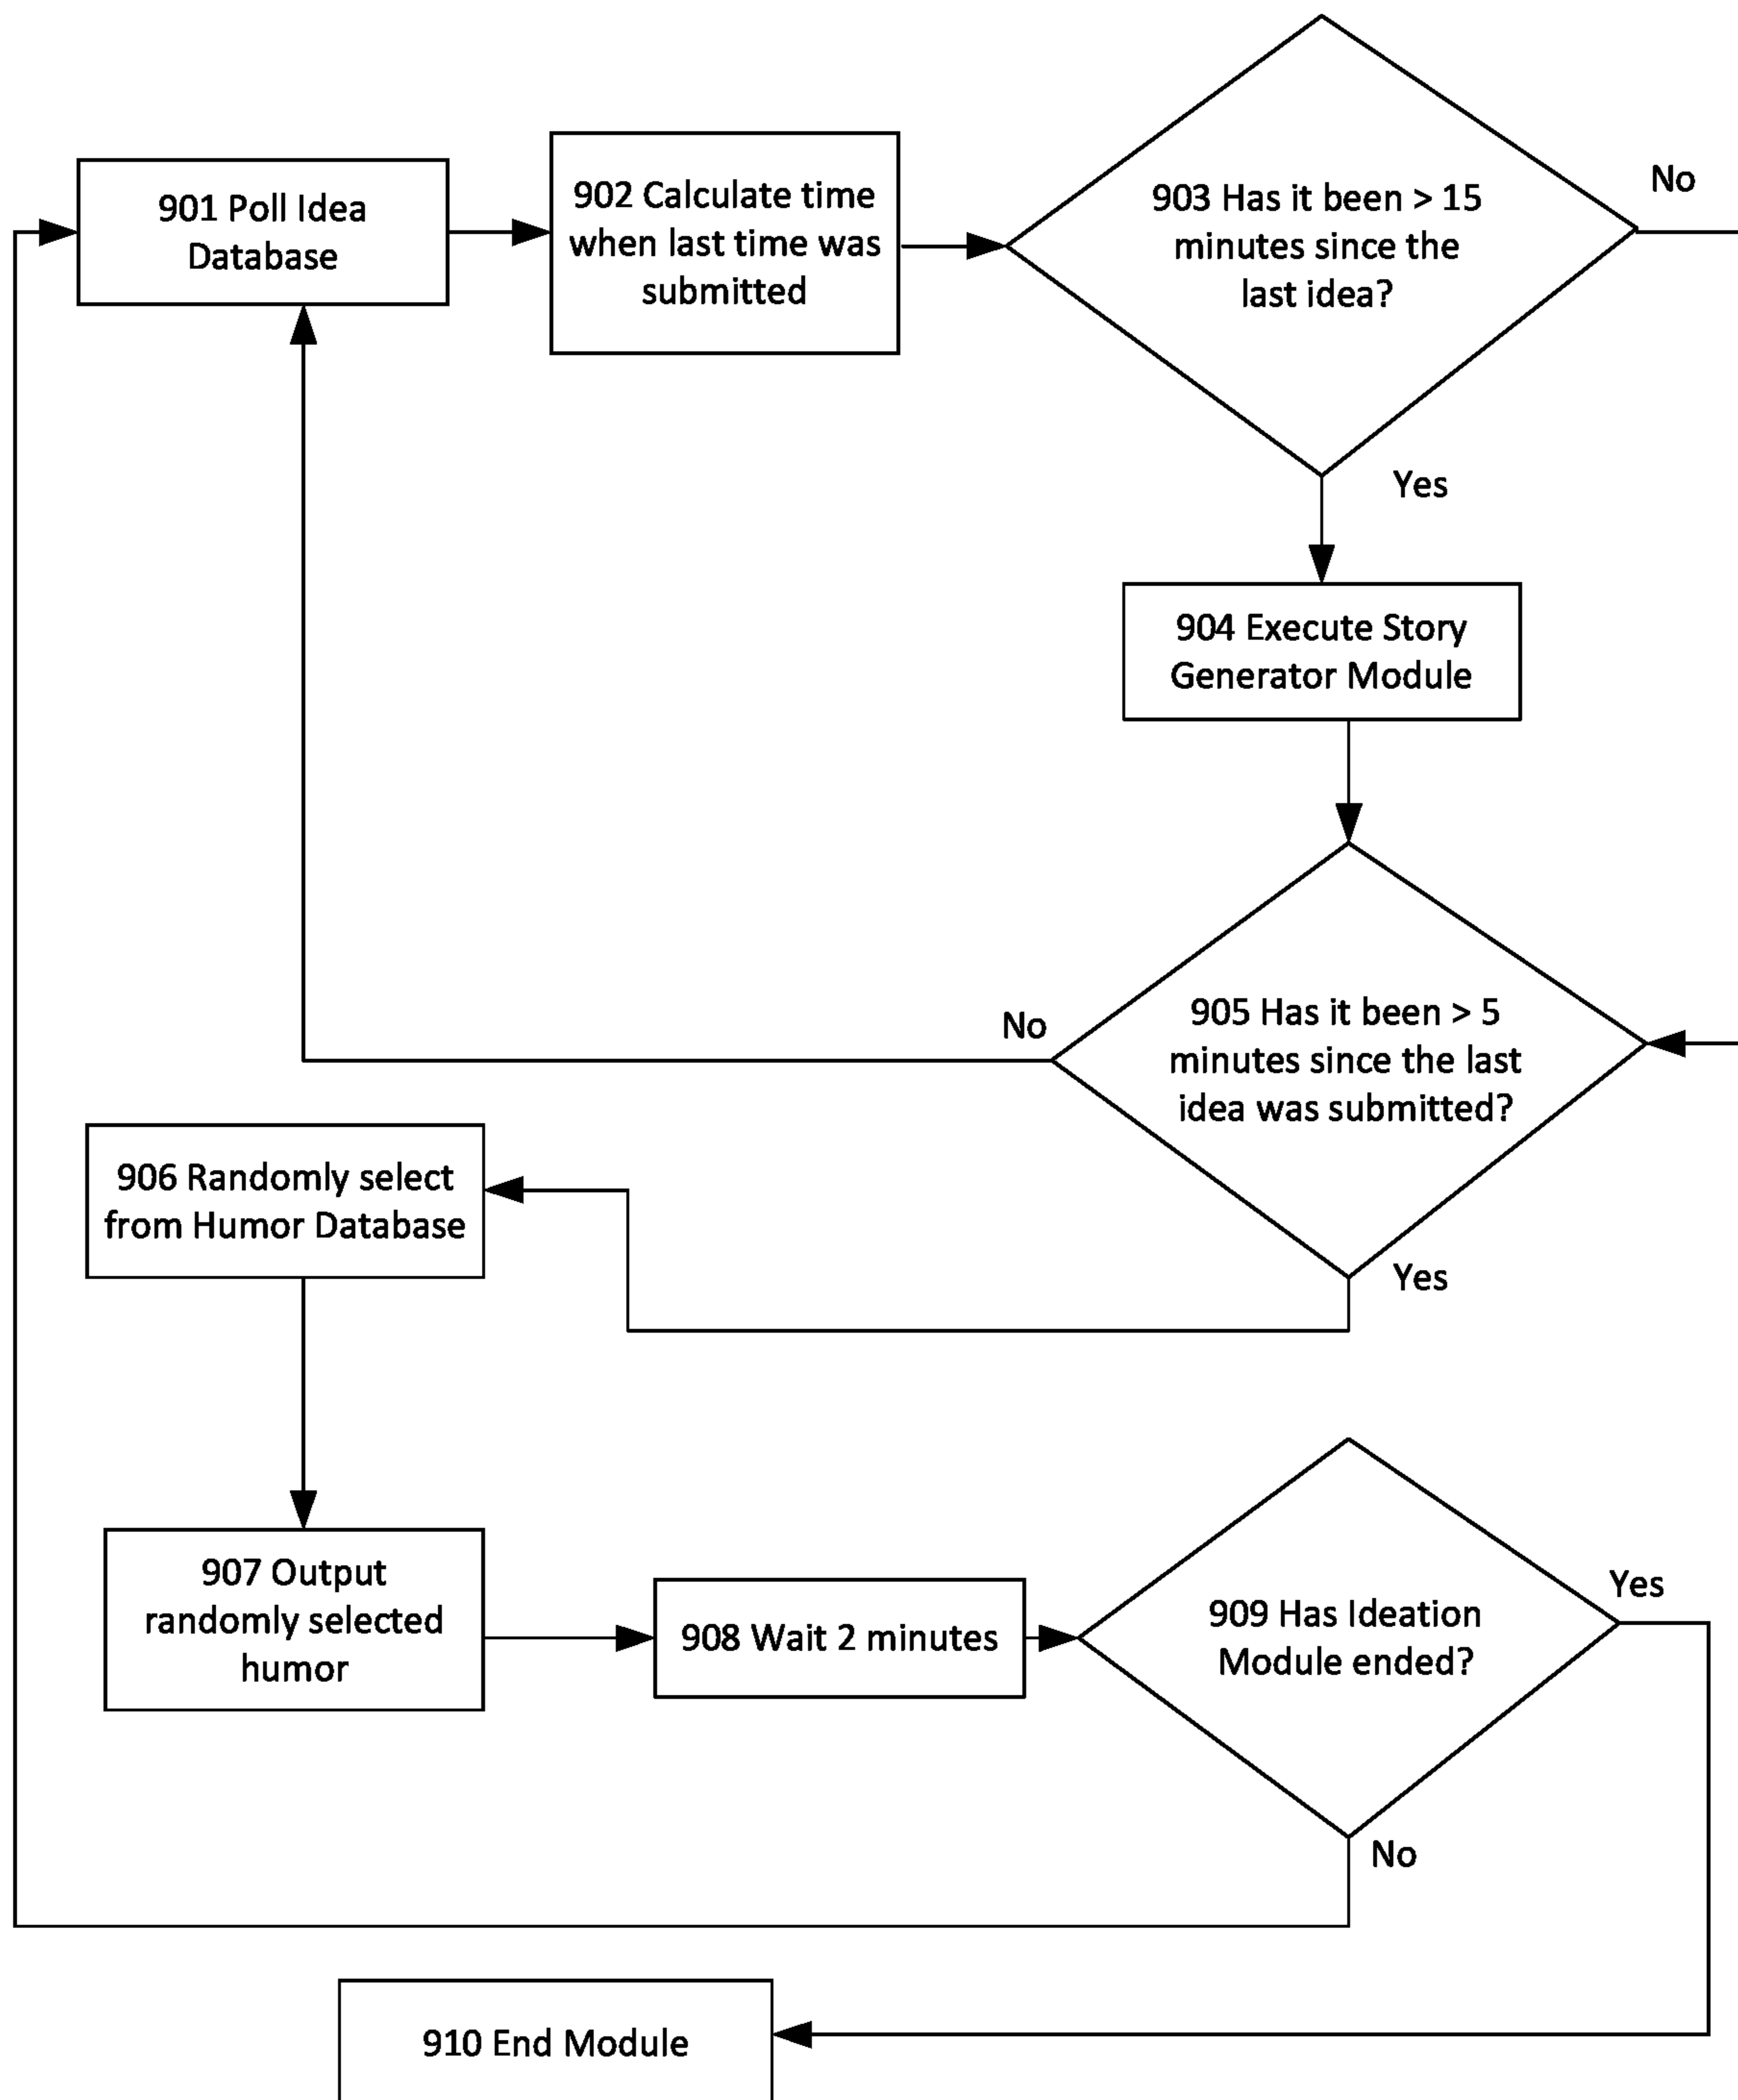 901 Poll Idea
Database
902 Calculate time
when last time was
submitted
903 Has it been > 15
minutes since the
last idea?
No
Yes
904 Execute Story
Generator Module
905 Has it been > 5
minutes since the last
idea was submitted?
No
Yes
906 Randomly select
from Humor Database
907 Output
randomly selected
humor
908 Wait 2 minutes
909 Has Ideation
Module ended?
Yes
No
910 End Module